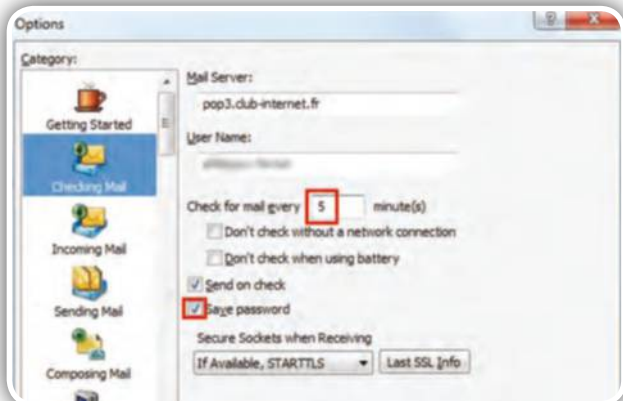 Options
Category:
Getting Started
Checking Mail
Incoming Mail
Sending Mail
Composing Mail
Mail Server:
pop3.club-internet.fr
User Name:
Check for mail every 5 minute(s)
Don't check without a network connection
Don't check when using battery
Send on check
Save password
Secure Sockets when Receiving
If Available, STARTTLS
Last SSL Info